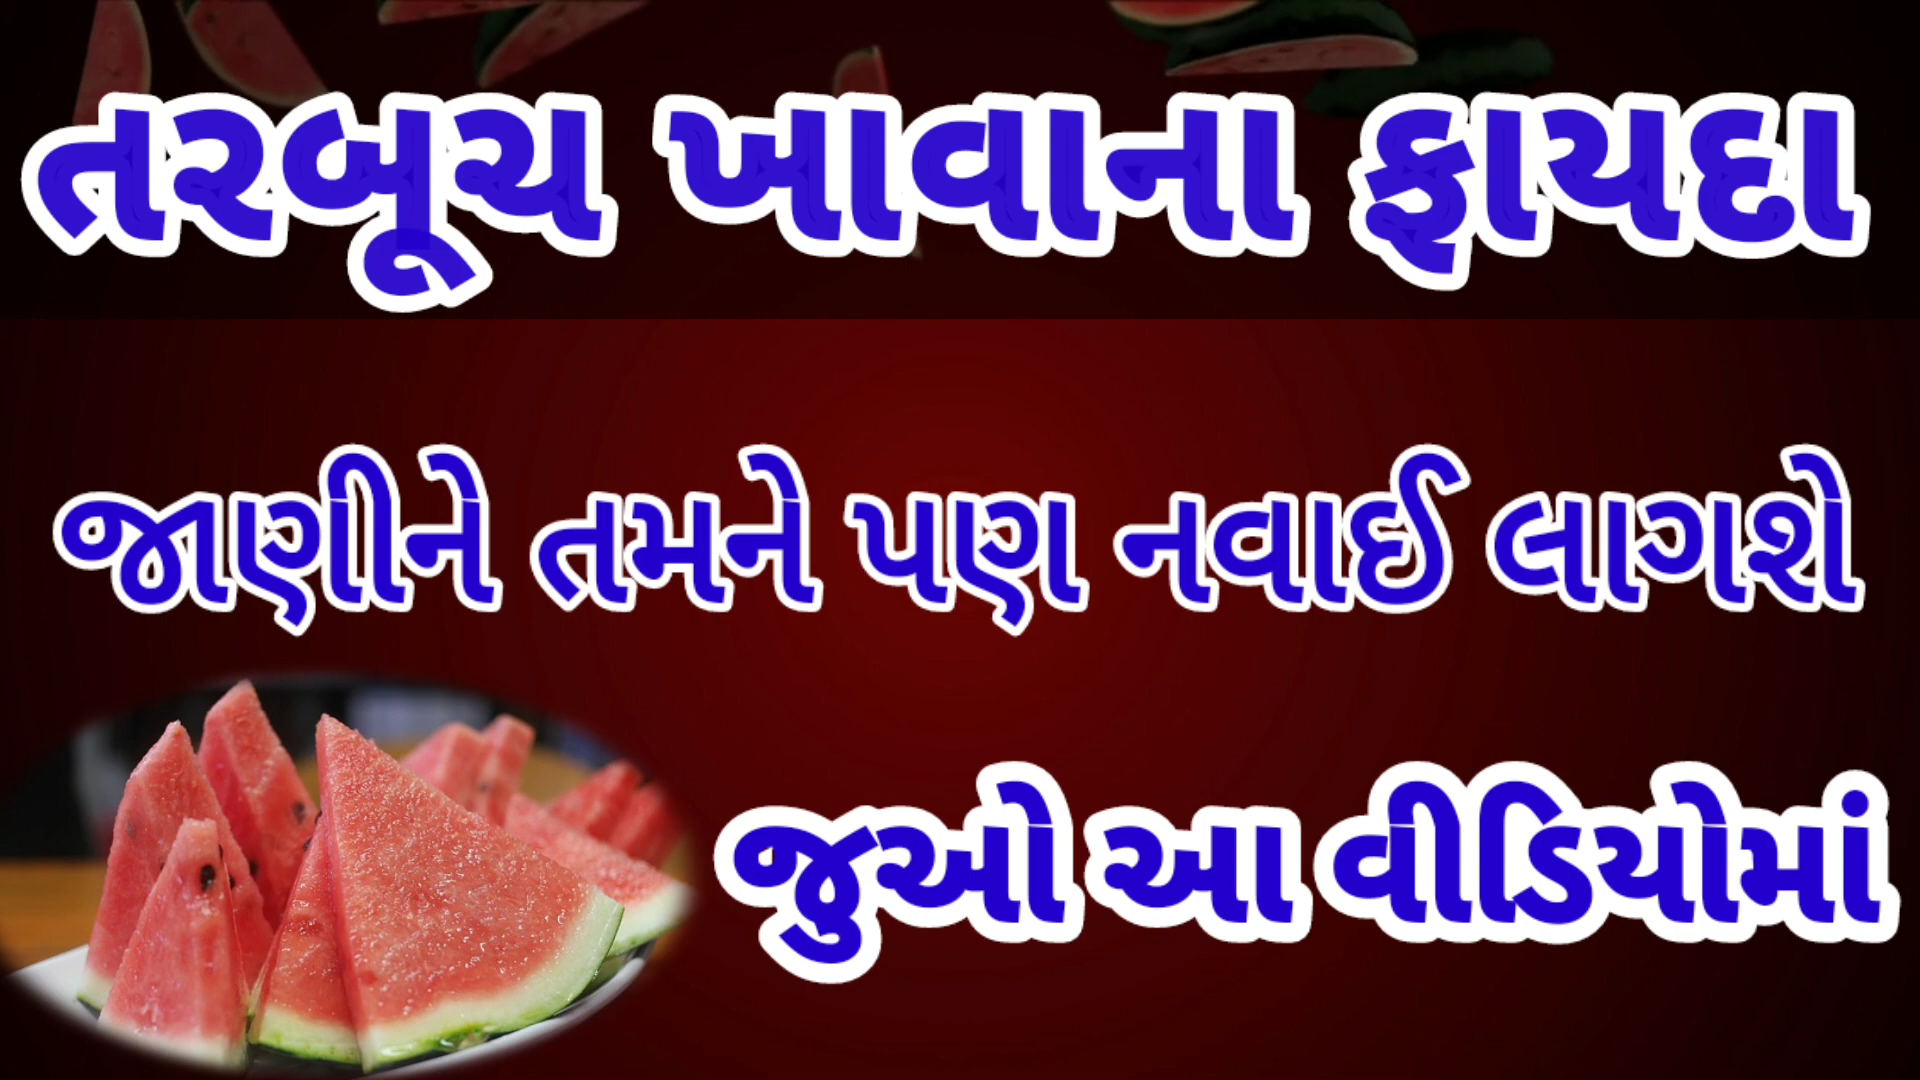 તરબૂચ ખાવાના ફાયદા
જાણીને તમને પણ નવાઈ લાગશે
જુઓ આ વીડિયોમાં